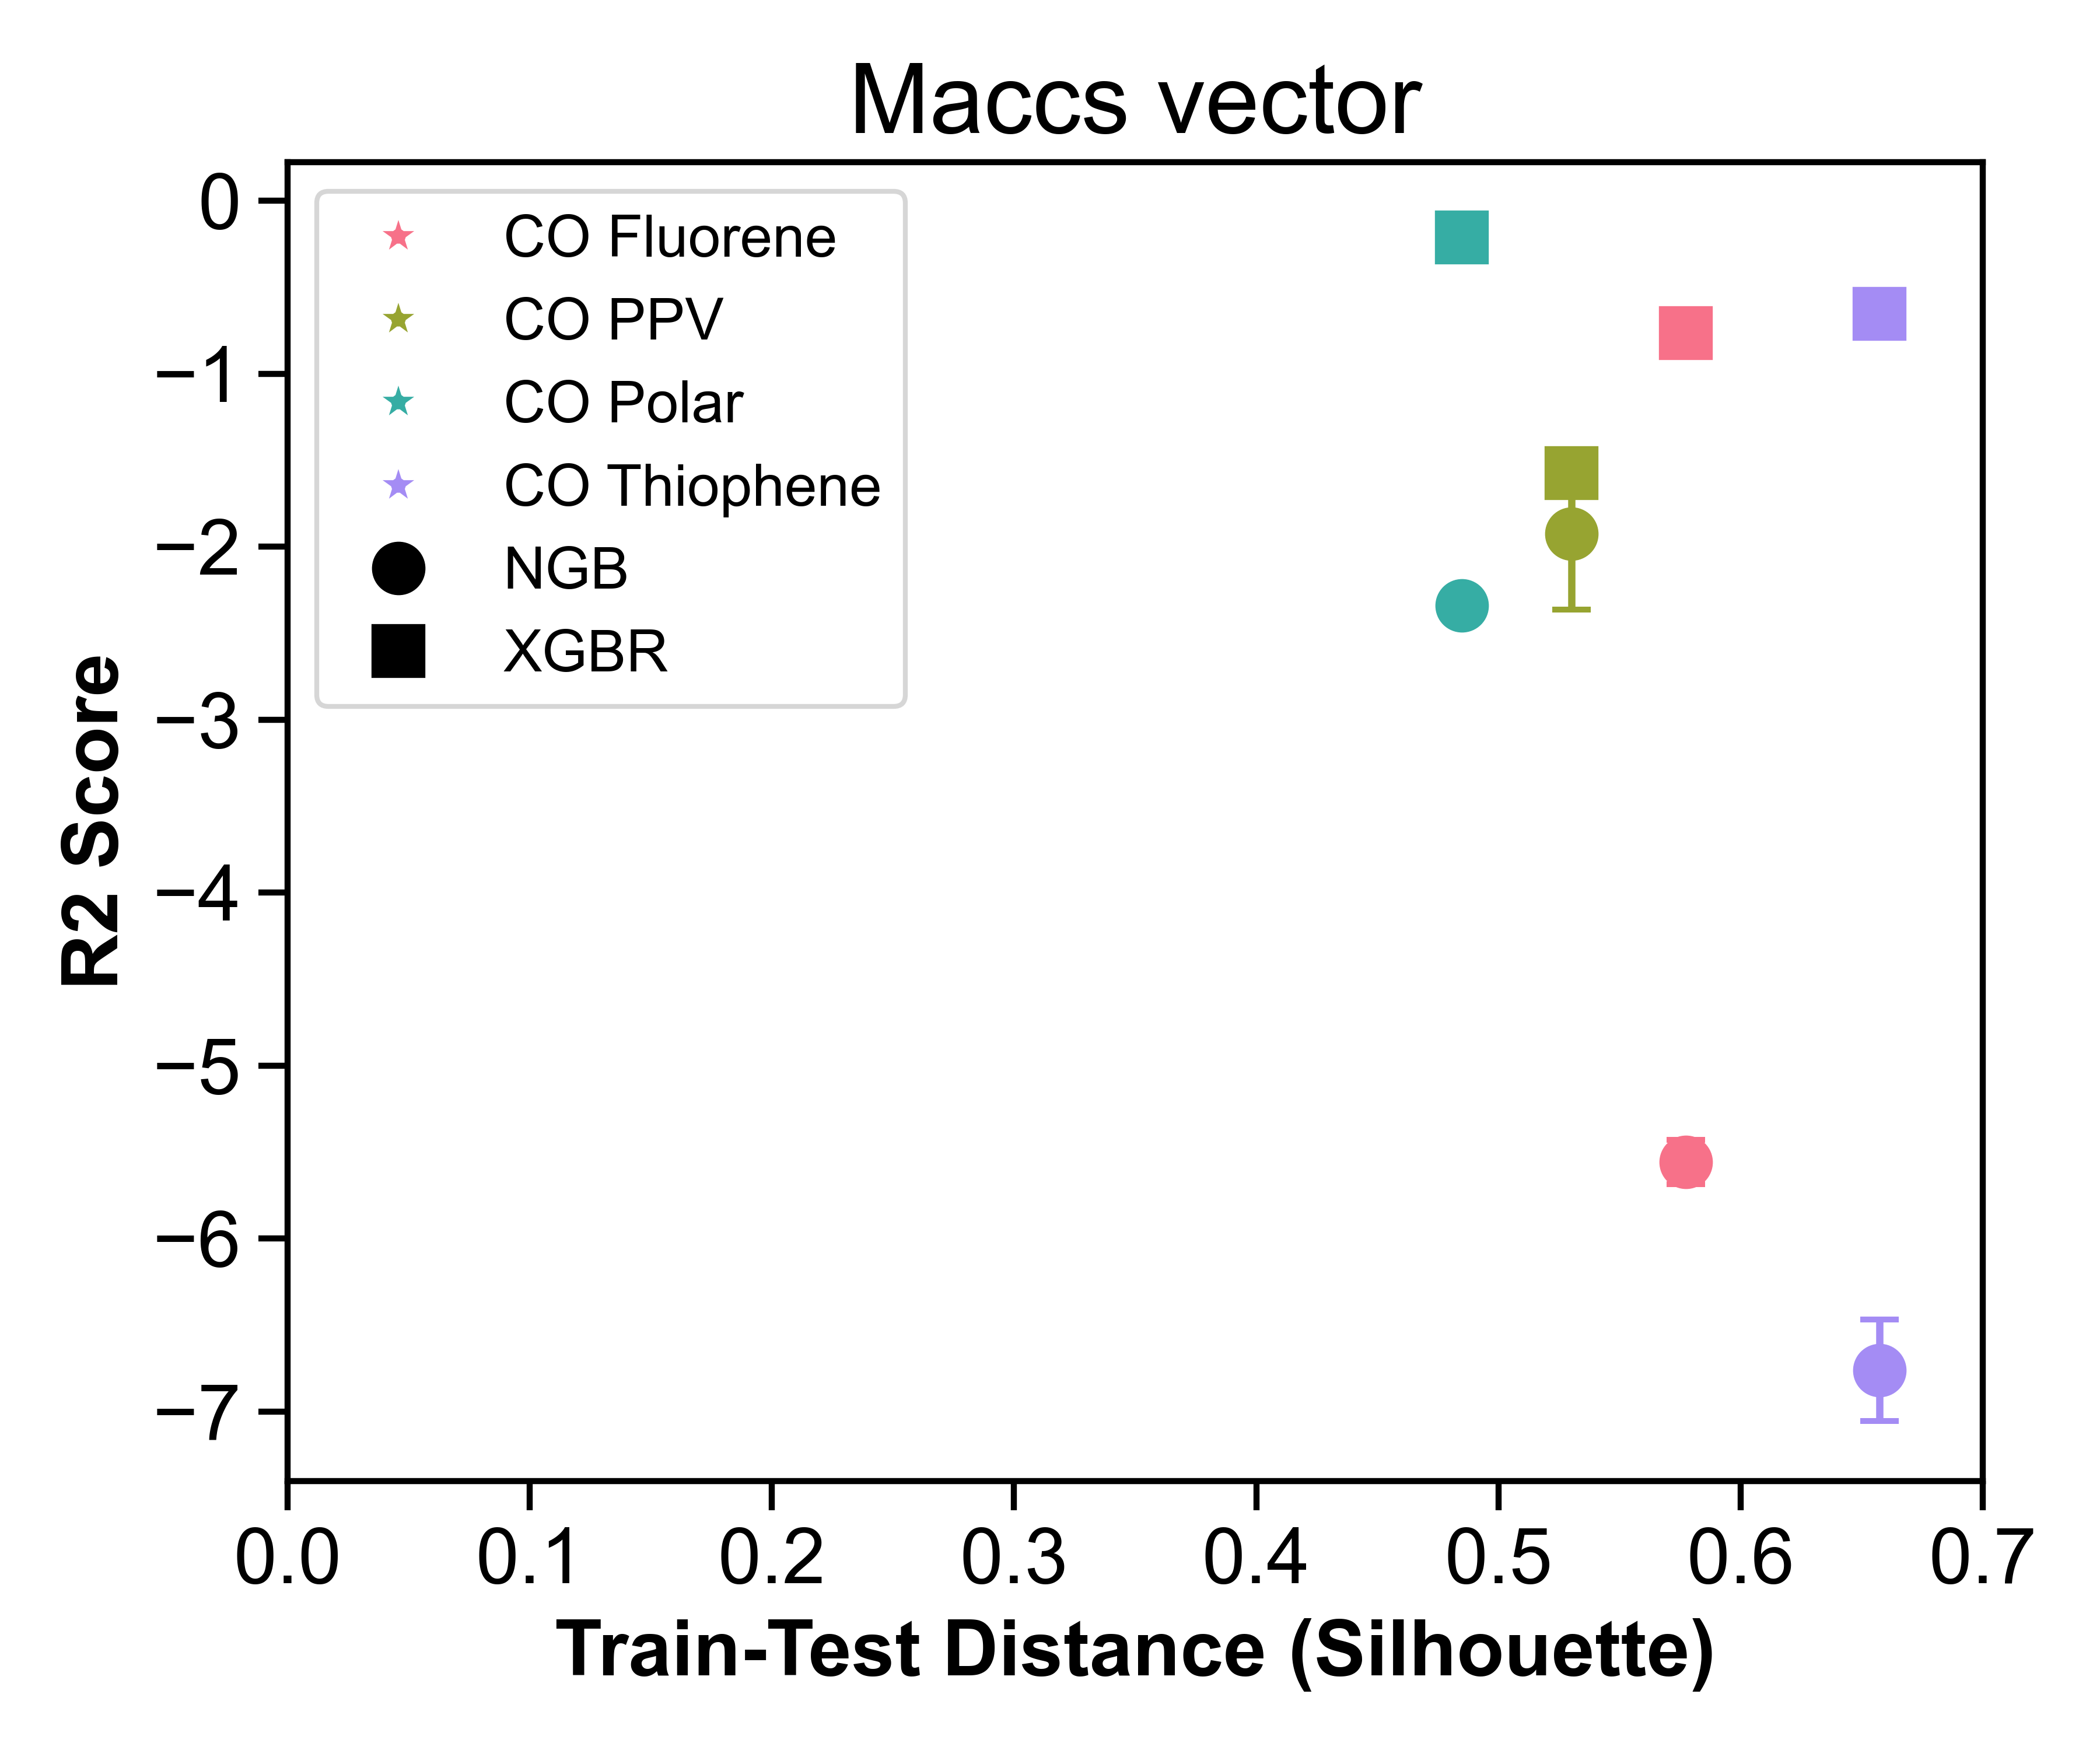 Maccs vector
CO Fluorene
CO PPV
CO Polar
CO Thiophene
NGB
XGBR
R2 Score
0
−1
−2
−3
−4
−5
−6
−7
0.0 0.1 0.2 0.3 0.4 0.5 0.6 0.7
Train-Test Distance (Silhouette)